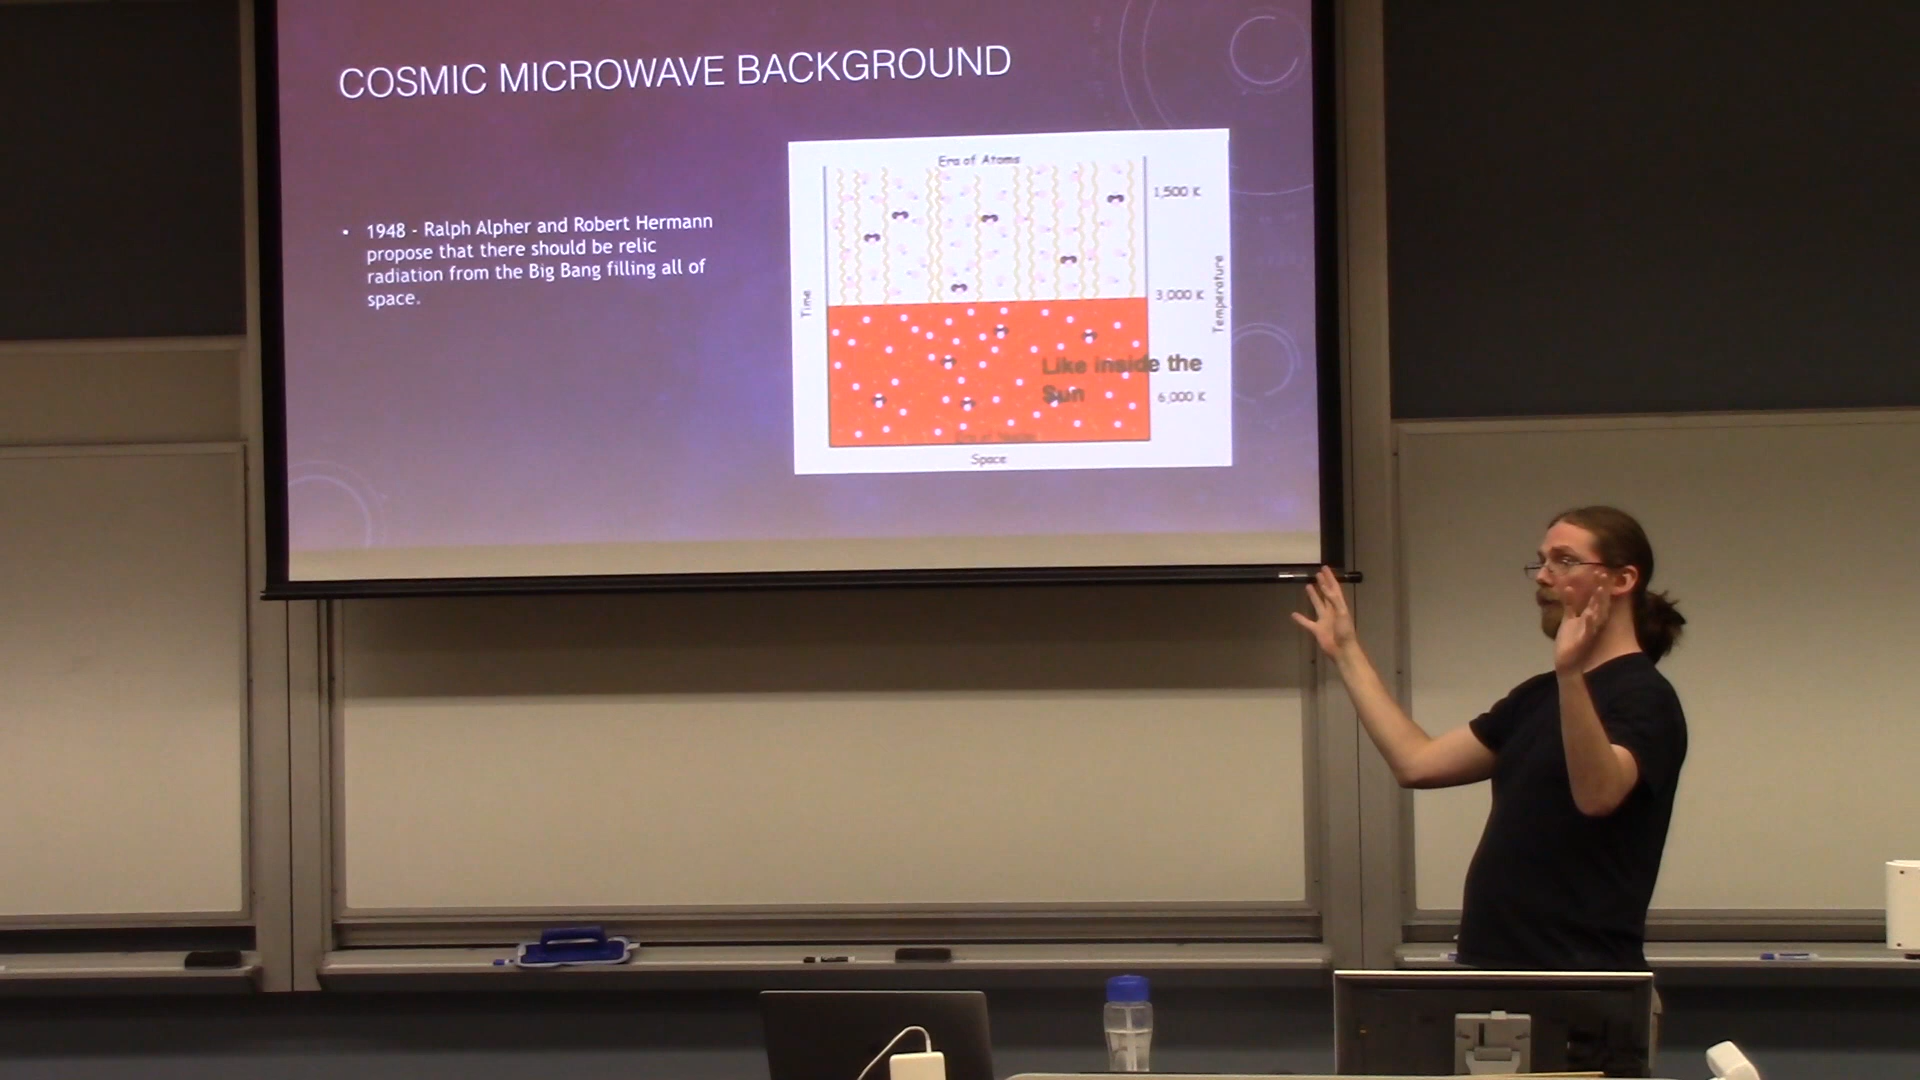 COSMIC MICROWAVE BACKGROUND
• 1948 - Ralph Alpher and Robert Hermann
propose that there should be relic
radiation from the Big Bang filling all of
space.
Era of Atoms
1,500 K
Time
Temperature
3,000 K
Like inside the
Sun
6,000 K
Space